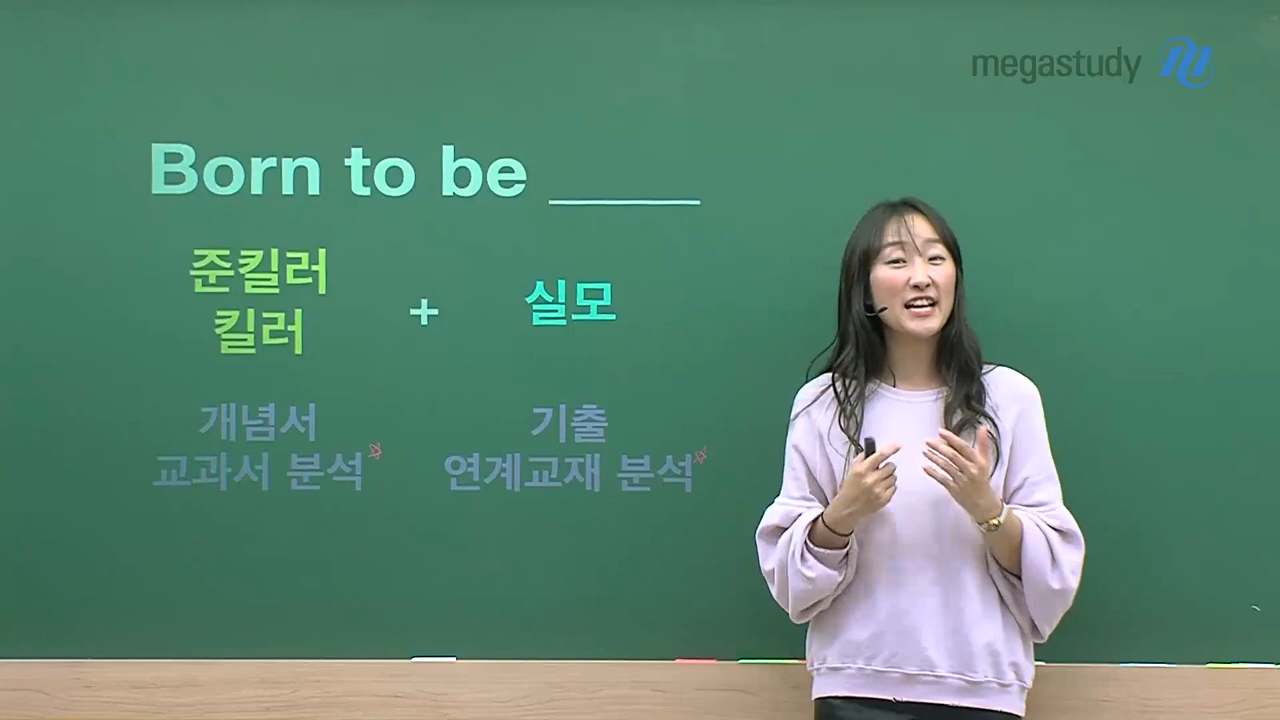 megastudy
Born to be ______
준킬러
킬러
+
실모
개념서
교과서 분석
기출
연계교재 분석